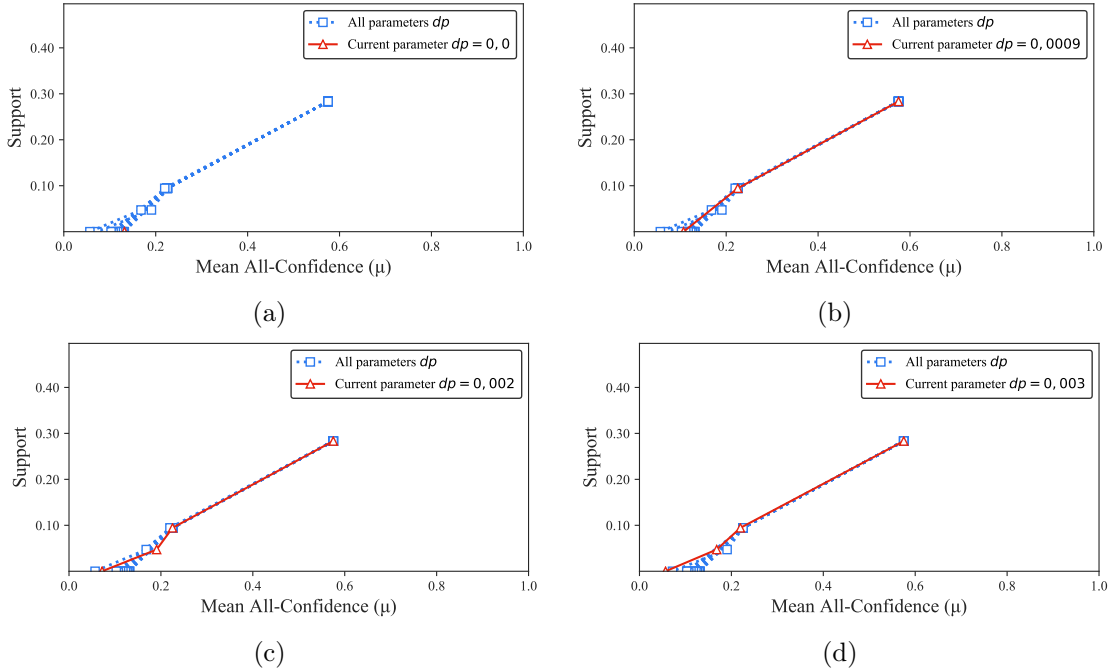 All parameters dp
Current parameter dp = 0, 0
0.40
0.30
0.20
0.10
Support
0.0 0.2 0.4 0.6 0.8 1.0
Mean All-Confidence (μ)
(a)
All parameters dp
Current parameter dp = 0, 0009
0.40
0.30
0.20
0.10
Support
0.0 0.2 0.4 0.6 0.8 1.0
Mean All-Confidence (μ)
(b)
All parameters dp
Current parameter dp = 0, 002
0.40
0.30
0.20
0.10
Support
0.0 0.2 0.4 0.6 0.8 1.0
Mean All-Confidence (μ)
(c)
All parameters dp
Current parameter dp = 0, 003
0.40
0.30
0.20
0.10
Support
0.0 0.2 0.4 0.6 0.8 1.0
Mean All-Confidence (μ)
(d)